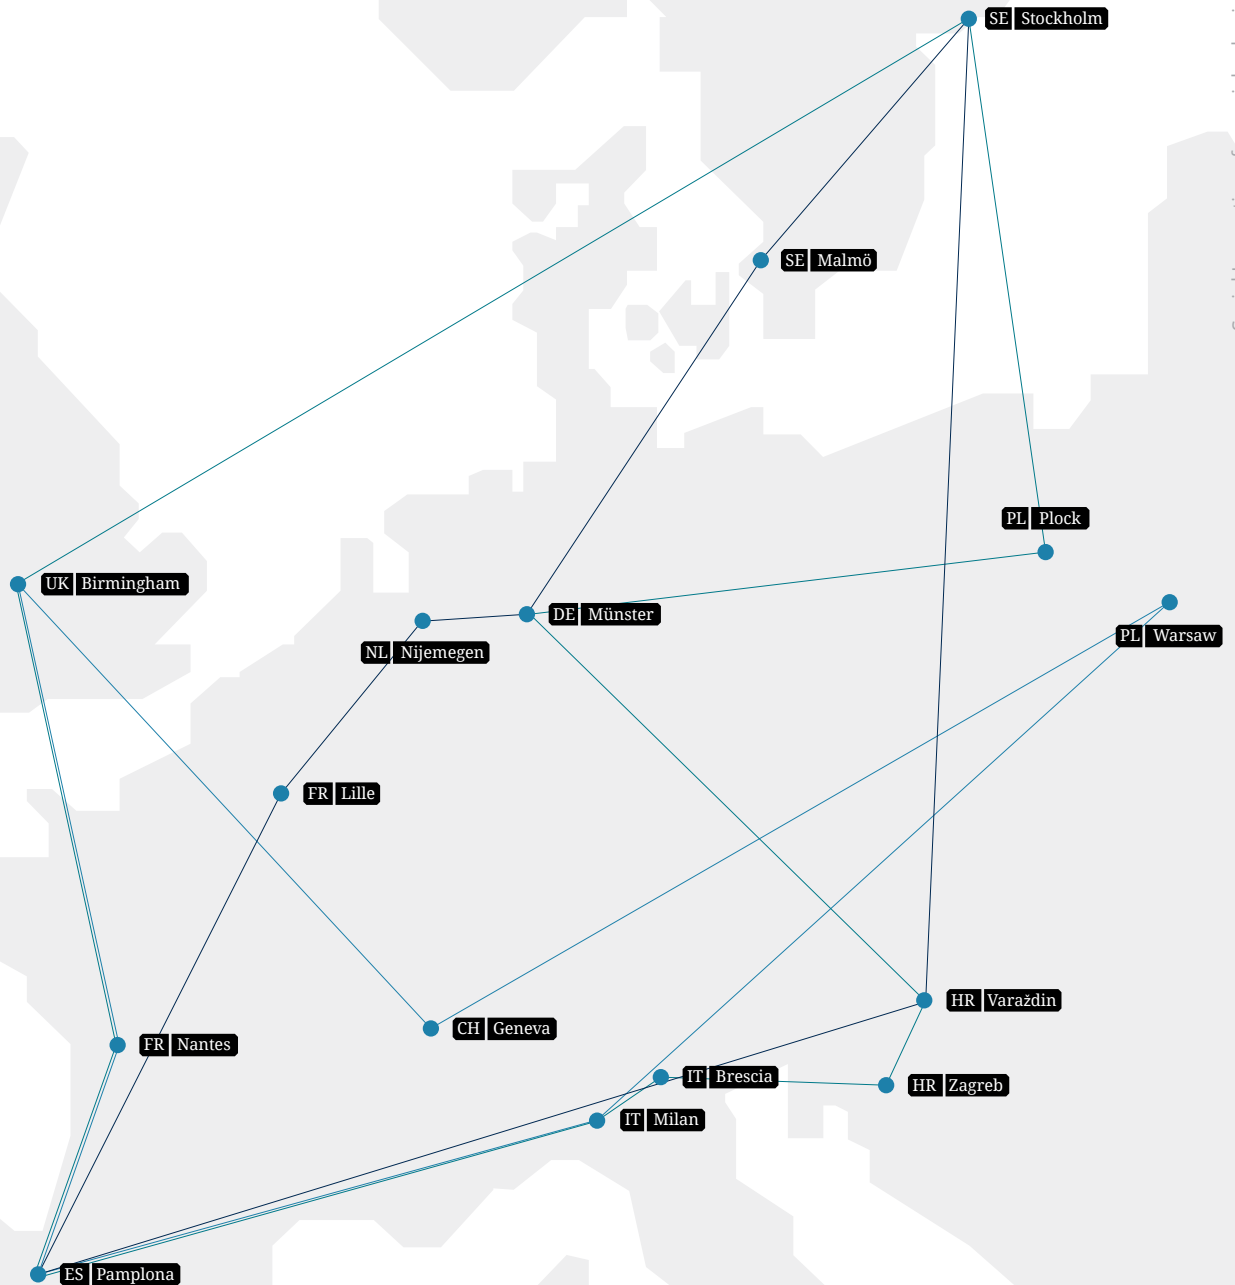 SE Stockholm
SE Malmö
PL Plock
UK Birmingham
DE Münster
PL Warsaw
NL Nijemegen
FR Lille
HR Varaždin
CH Geneva
FR Nantes
IT Brescia
HR Zagreb
IT Milan
ES Pamplona